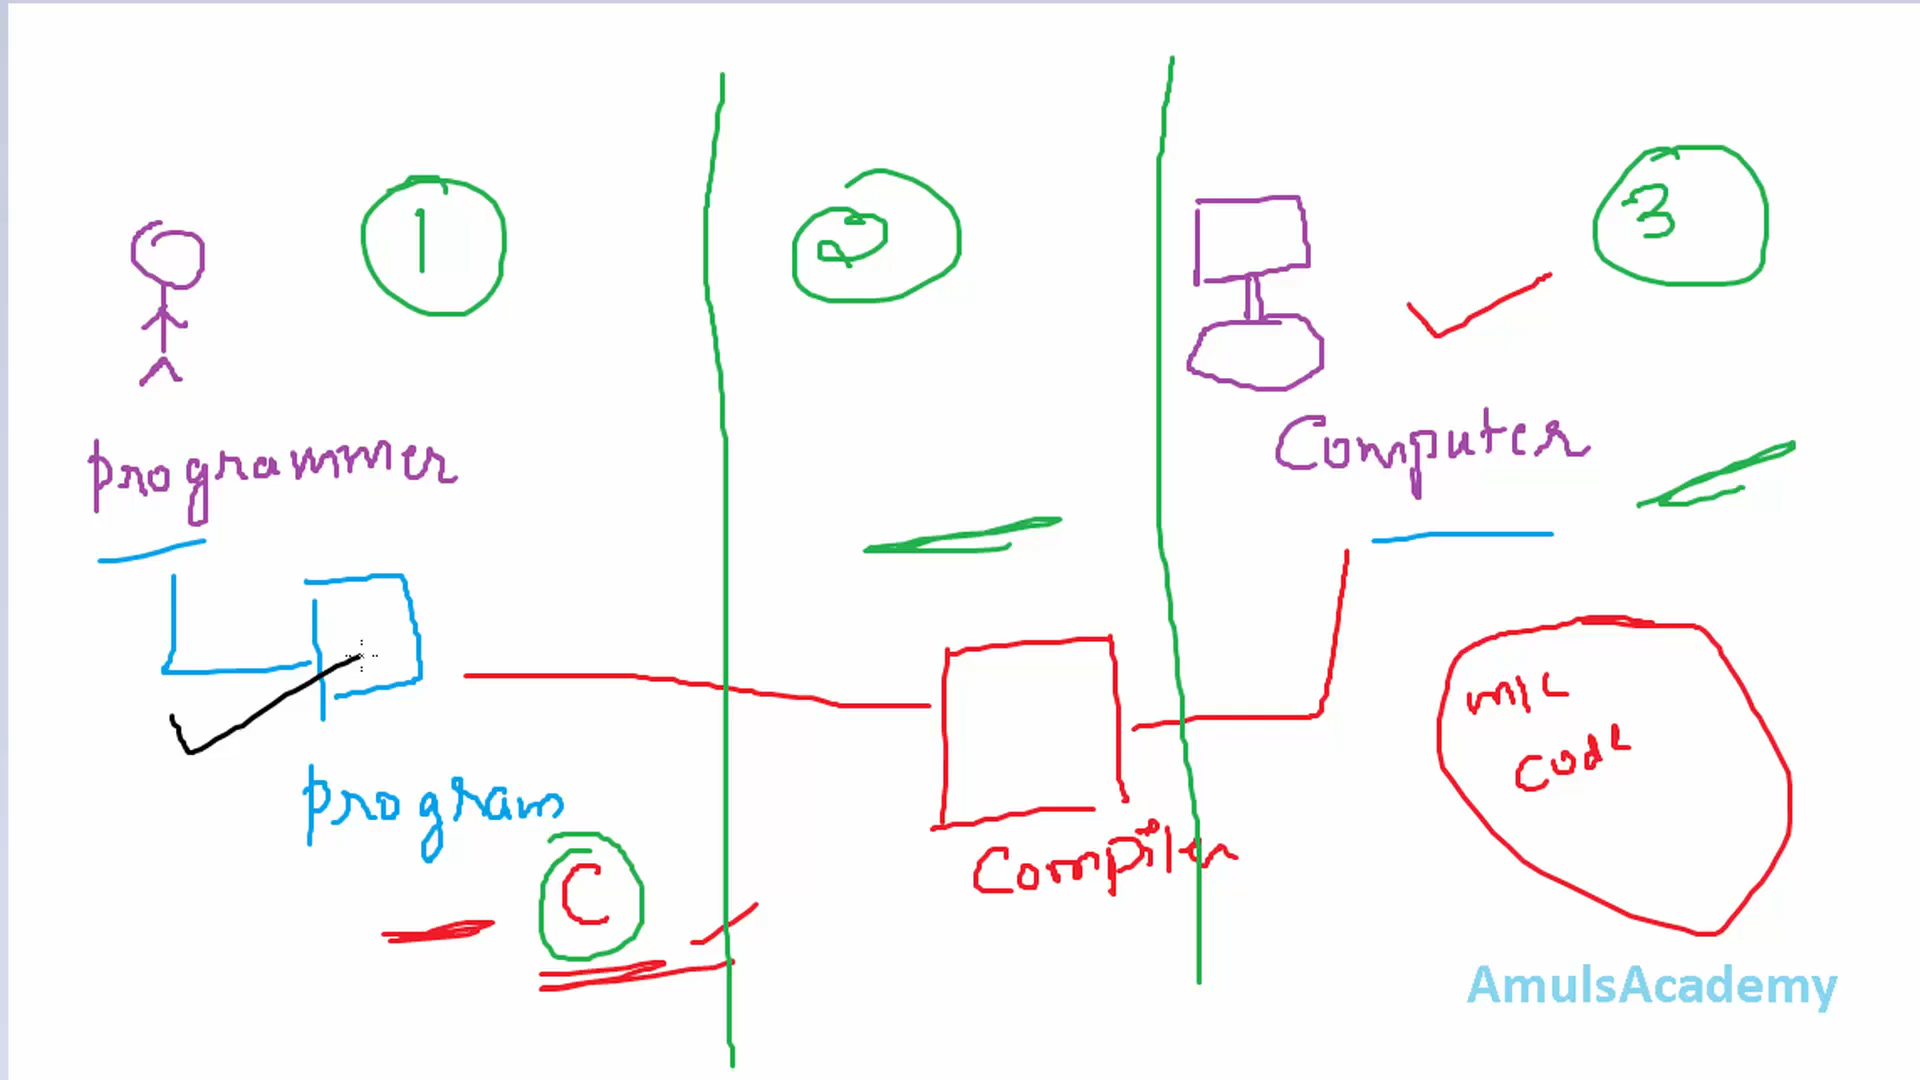 1
2
3
programmer
Computer
program
C
Compiler
m/c
code
AmulsAcademy